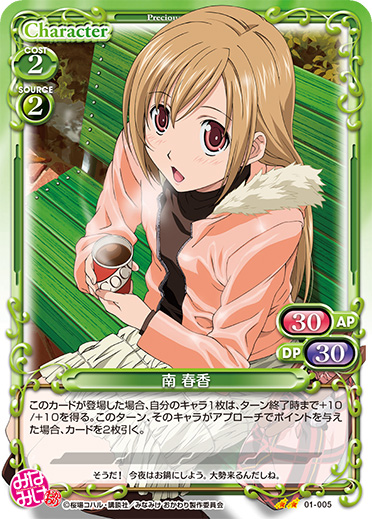 Precious
Character
COST
2
SOURCE
2
30 AP
DP 30
南 春香
このカードが登場した場合、自分のキャラ1枚は、ターン終了時まで+10
/+10を得る。このターン、そのキャラがアプローチでポイントを与え
た場合、カードを2枚引く。
そうだ！ 今夜はお鍋にしよう。大勢来るんだしね。
みなみけ
©桜場コハル・講談社／みなみけ おかわり製作委員会
01-005